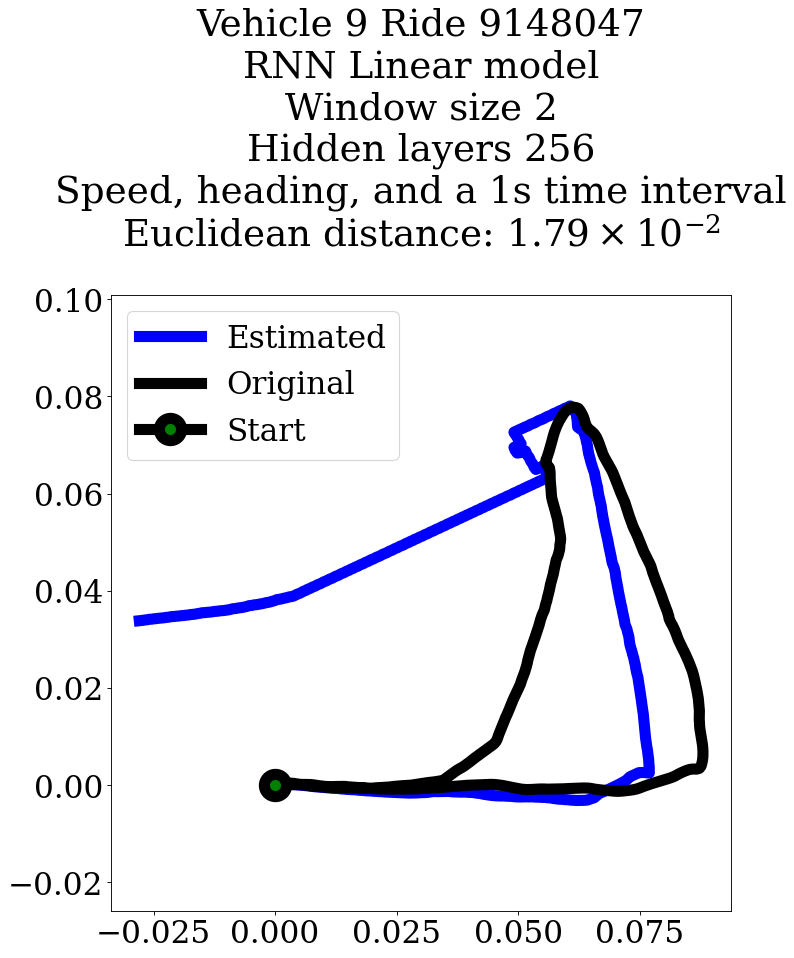 Vehicle 9 Ride 9148047
RNN Linear model
Window size 2
Hidden layers 256
Speed, heading, and a 1s time interval
Euclidean distance: 1.79 × 10⁻²
0.10
Estimated
Original
Start
0.08
0.06
0.04
0.02
0.00
−0.02
−0.025 0.000 0.025 0.050 0.075